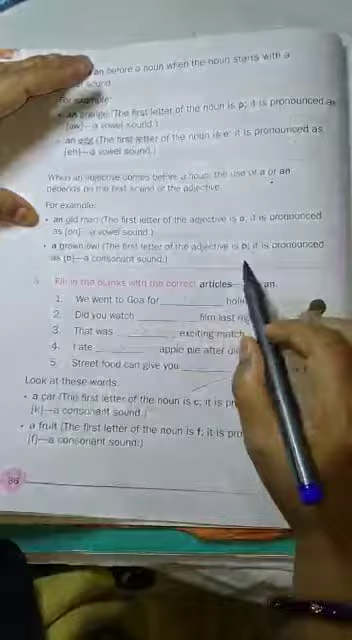 an before a noun when the noun starts with a
sound.
For example:
• an orange (The first letter of the noun is o; it is pronounced as
[aw]—a vowel sound.)
• an egg (The first letter of the noun is e; it is pronounced as
[eh]—a vowel sound.)
When an adjective comes before a noun, the use of a or an
depends on the first sound of the adjective.
For example:
• an old man (The first letter of the adjective is o; it is pronounced
as [oh]—a vowel sound.)
• a brown owl (The first letter of the adjective is b; it is pronounced
as [b]—a consonant sound.)
Fill in the blanks with the correct articles— an.
1. We went to Goa for ________
2. Did you watch ________ film last
3. That was ________ exciting match
4. I ate ________ apple pie after
5. Street food can give you ________
Look at these words.
• a car (The first letter of the noun is c; it is
[k]—a consonant sound.)
• a fruit (The first letter of the noun is f; it is
[f]—a consonant sound.)
86